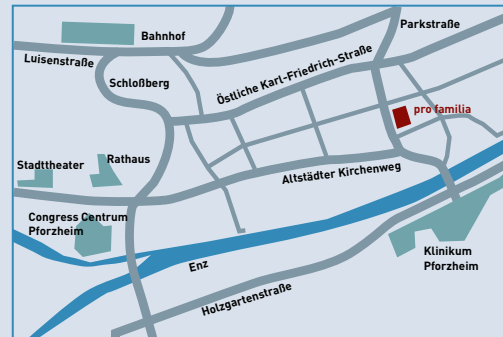 Parkstraße
Bahnhof
Luisenstraße
Östliche Karl-Friedrich-Straße
Schloßberg
pro familia
Stadttheater
Rathaus
Altstädter Kirchenweg
Congress Centrum
Pforzheim
Klinikum
Pforzheim
Enz
Holzgartenstraße